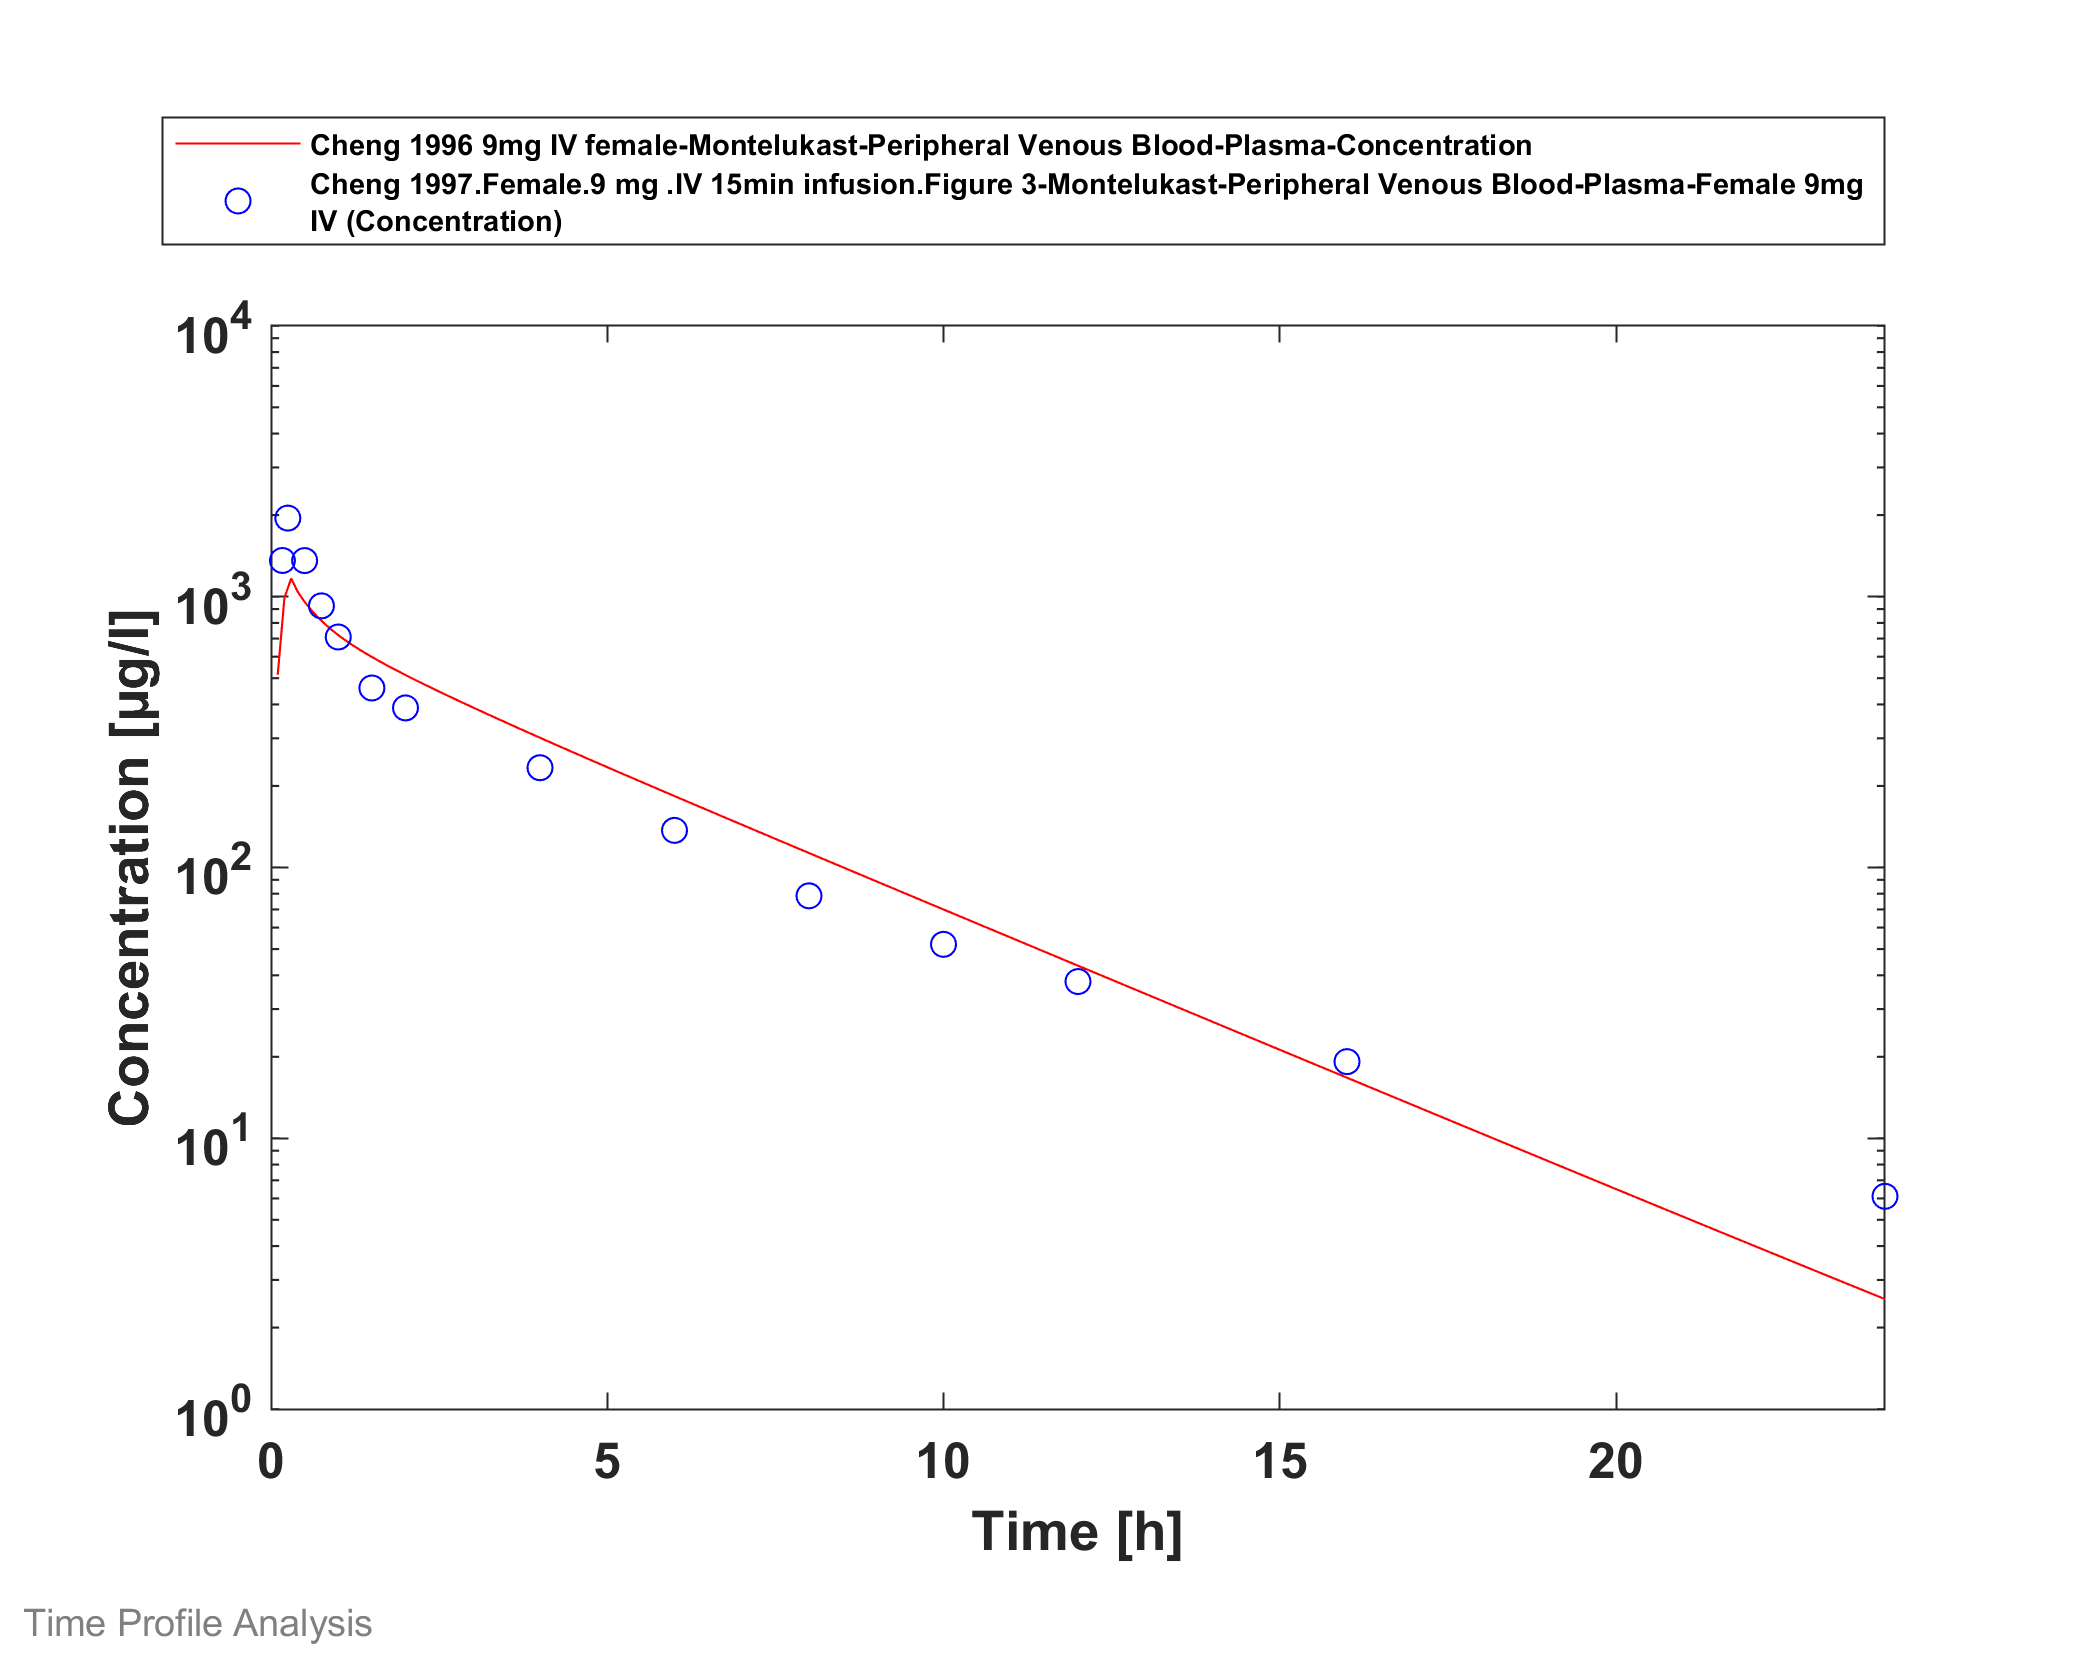 Cheng 1996 9mg IV female-Montelukast-Peripheral Venous Blood-Plasma-Concentration
Cheng 1997.Female.9 mg .IV 15min infusion.Figure 3-Montelukast-Peripheral Venous Blood-Plasma-Female 9mg
IV (Concentration)
10^4
10^3
10^2
10^1
10^0
Concentration [µg/l]
0 5 10 15 20
Time [h]
Time Profile Analysis